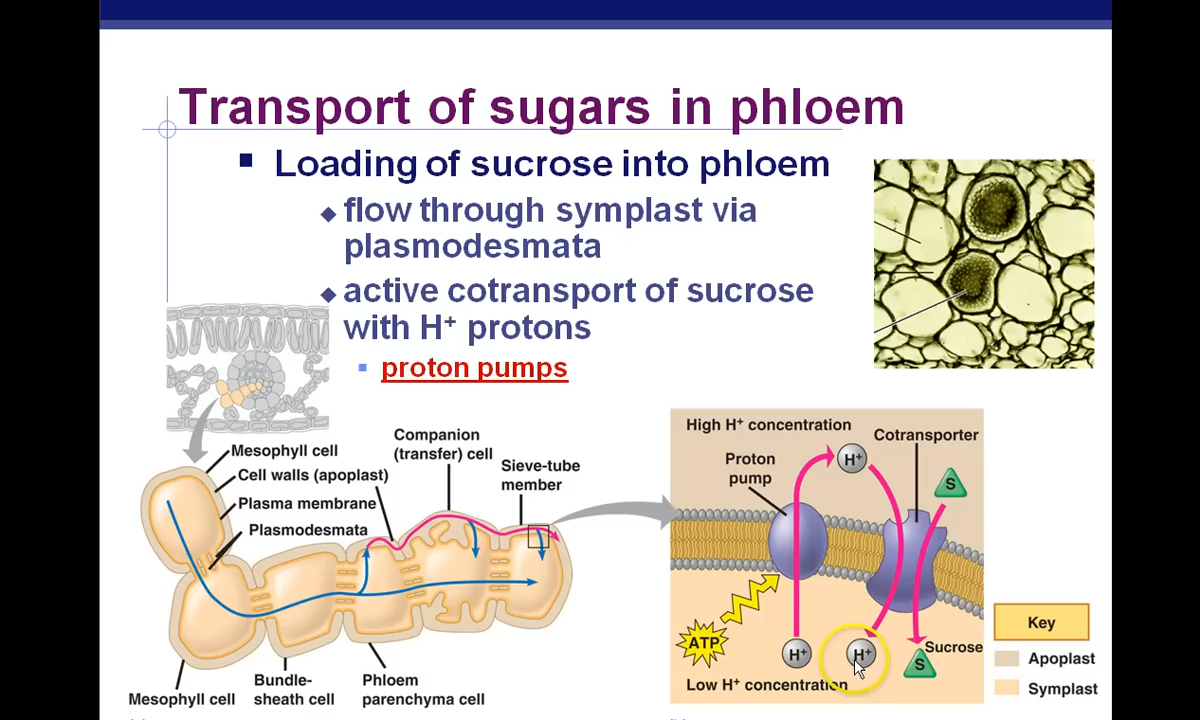 Transport of sugars in phloem
Loading of sucrose into phloem
flow through symplast via
plasmodesmata
active cotransport of sucrose
with H⁺ protons
proton pumps
Mesophyll cell
Cell walls (apoplast)
Plasma membrane
Plasmodesmata
Companion
(transfer) cell
Sieve-tube
member
Mesophyll cell
Bundle-
sheath cell
Phloem
parenchyma cell
High H⁺ concentration
Cotransporter
Proton
pump
H⁺
S
ATP
H⁺
H⁺
S
Sucrose
Low H⁺ concentration
Key
Apoplast
Symplast